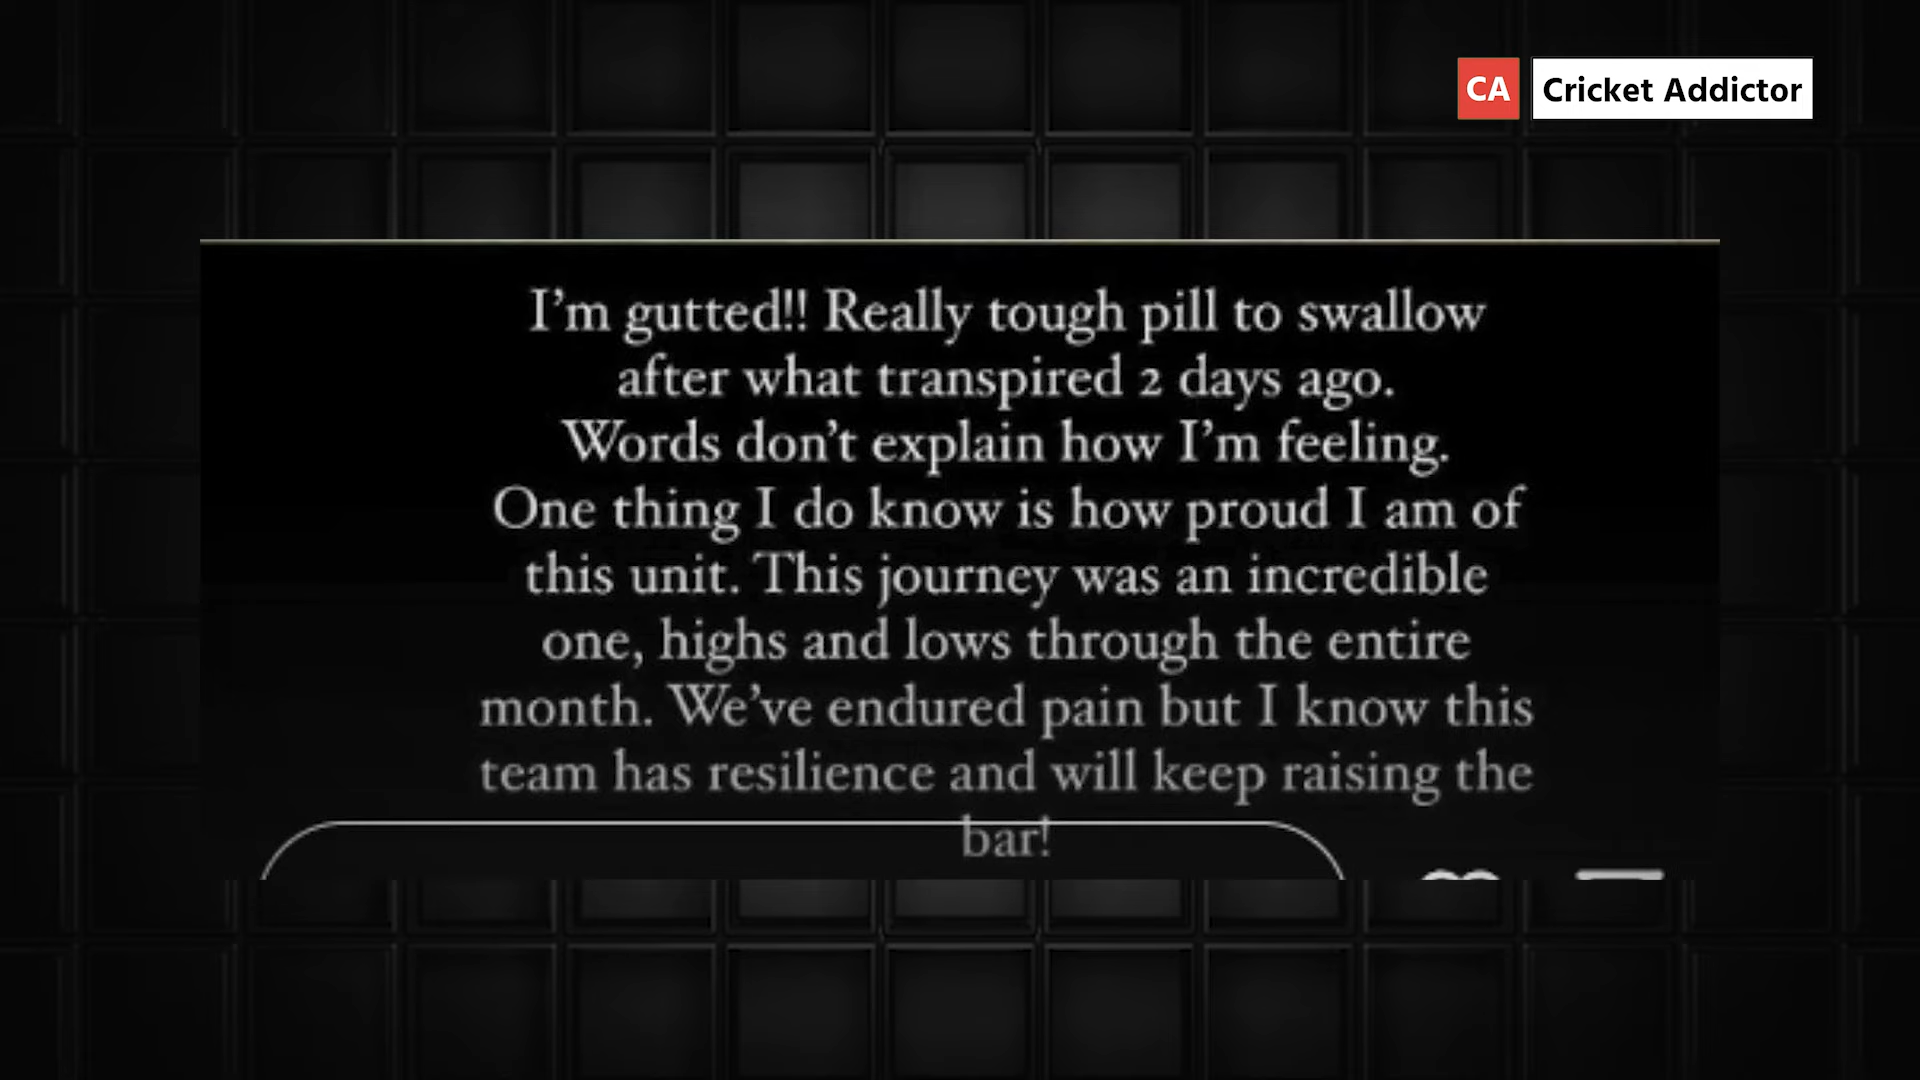 CA Cricket Addictor
I'm gutted!! Really tough pill to swallow
after what transpired 2 days ago.
Words don't explain how I'm feeling.
One thing I do know is how proud I am of
this unit. This journey was an incredible
one, highs and lows through the entire
month. We've endured pain but I know this
team has resilience and will keep raising the
bar!